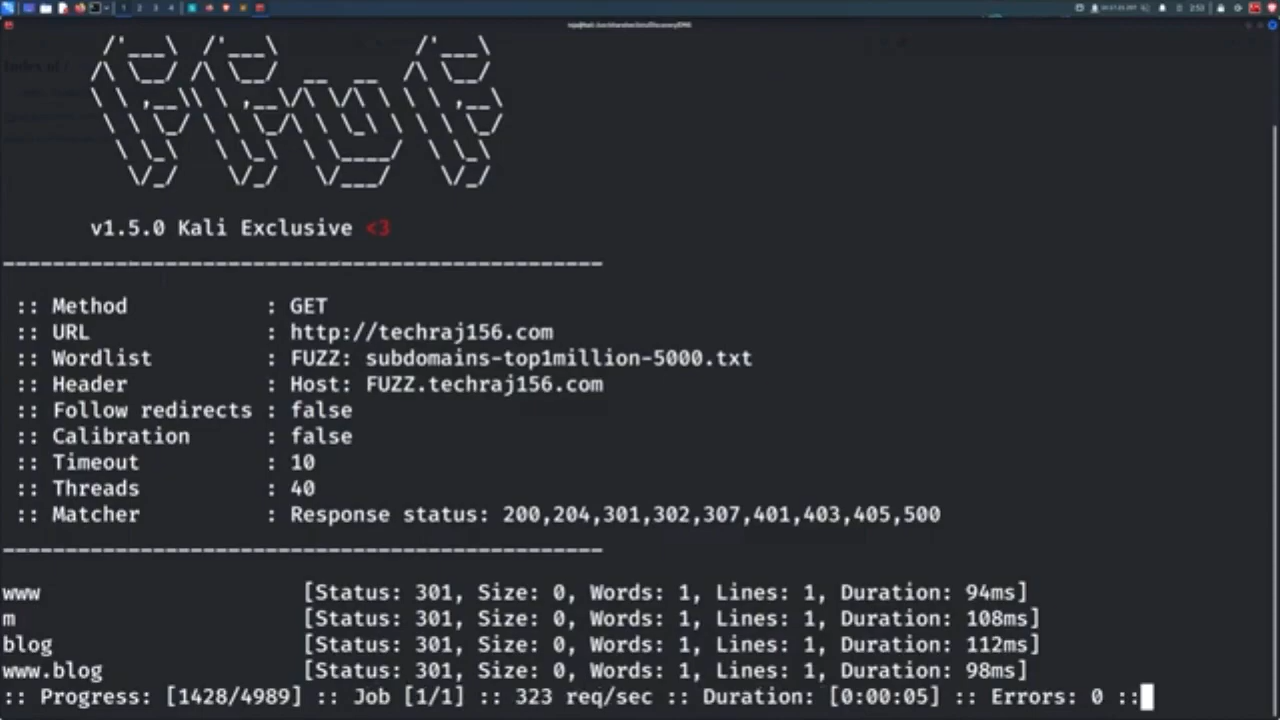 v1.5.0 Kali Exclusive <3
:: Method : GET
:: URL : http://techraj156.com
:: Wordlist : FUZZ: subdomains-top1million-5000.txt
:: Header : Host: FUZZ.techraj156.com
:: Follow redirects : false
:: Calibration : false
:: Timeout : 10
:: Threads : 40
:: Matcher : Response status: 200,204,301,302,307,401,403,405,500
www [Status: 301, Size: 0, Words: 1, Lines: 1, Duration: 94ms]
m [Status: 301, Size: 0, Words: 1, Lines: 1, Duration: 108ms]
blog [Status: 301, Size: 0, Words: 1, Lines: 1, Duration: 112ms]
www.blog [Status: 301, Size: 0, Words: 1, Lines: 1, Duration: 98ms]
:: Progress: [1428/4989] :: Job [1/1] :: 323 req/sec :: Duration: [0:00:05] :: Errors: 0 ::